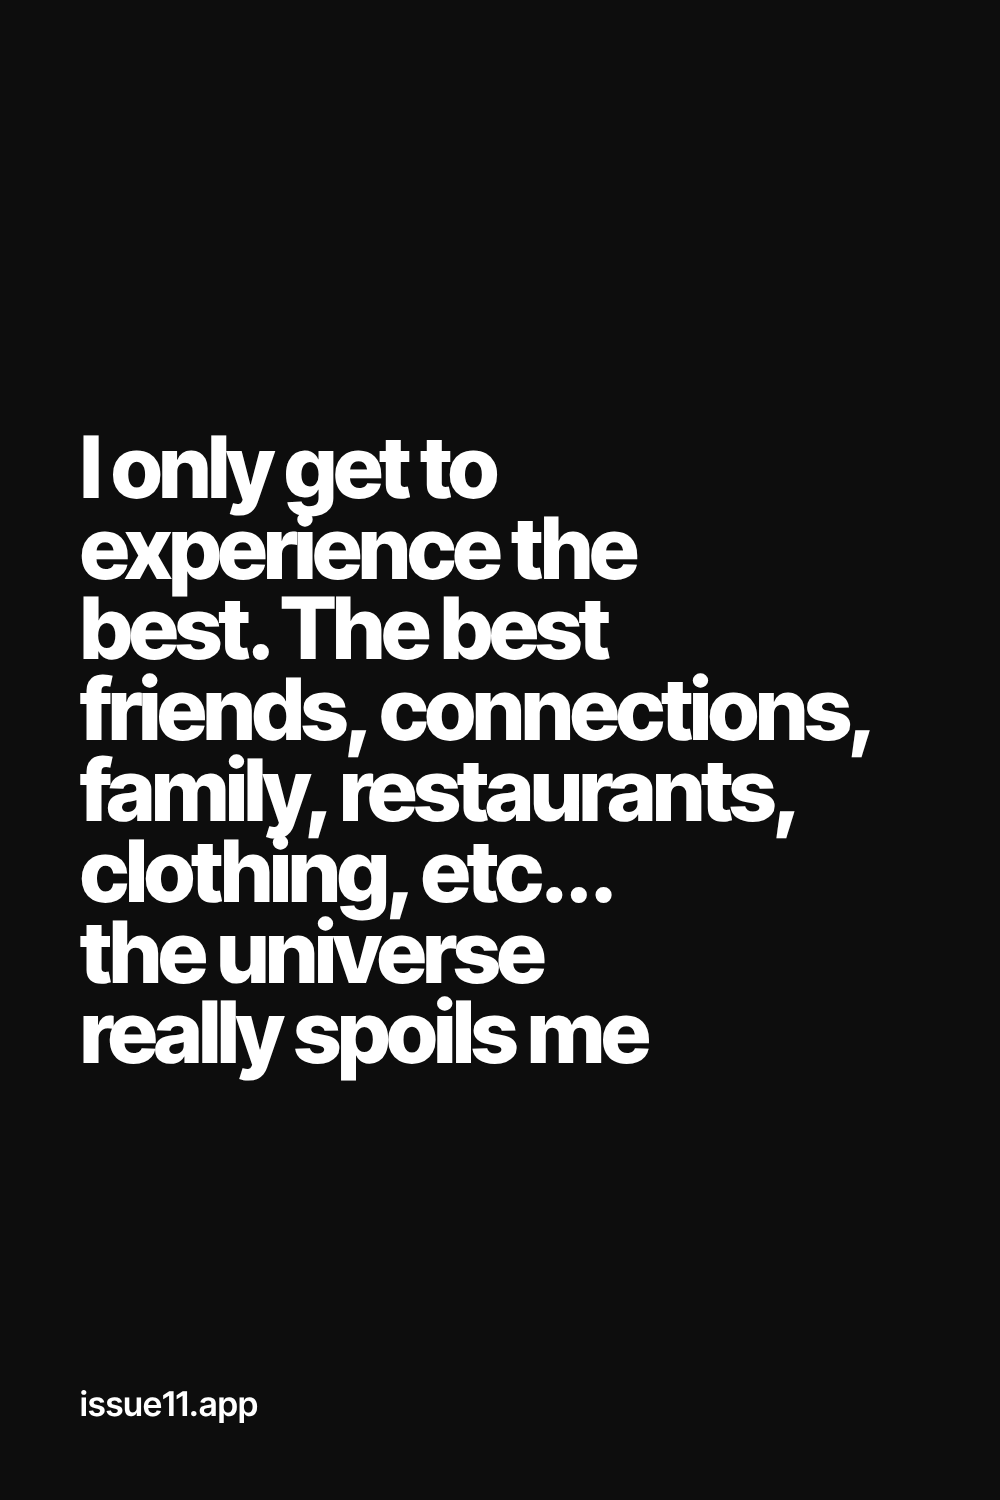 I only get to
experience the
best. The best
friends, connections,
family, restaurants,
clothing, etc...
the universe
really spoils me
issue11.app